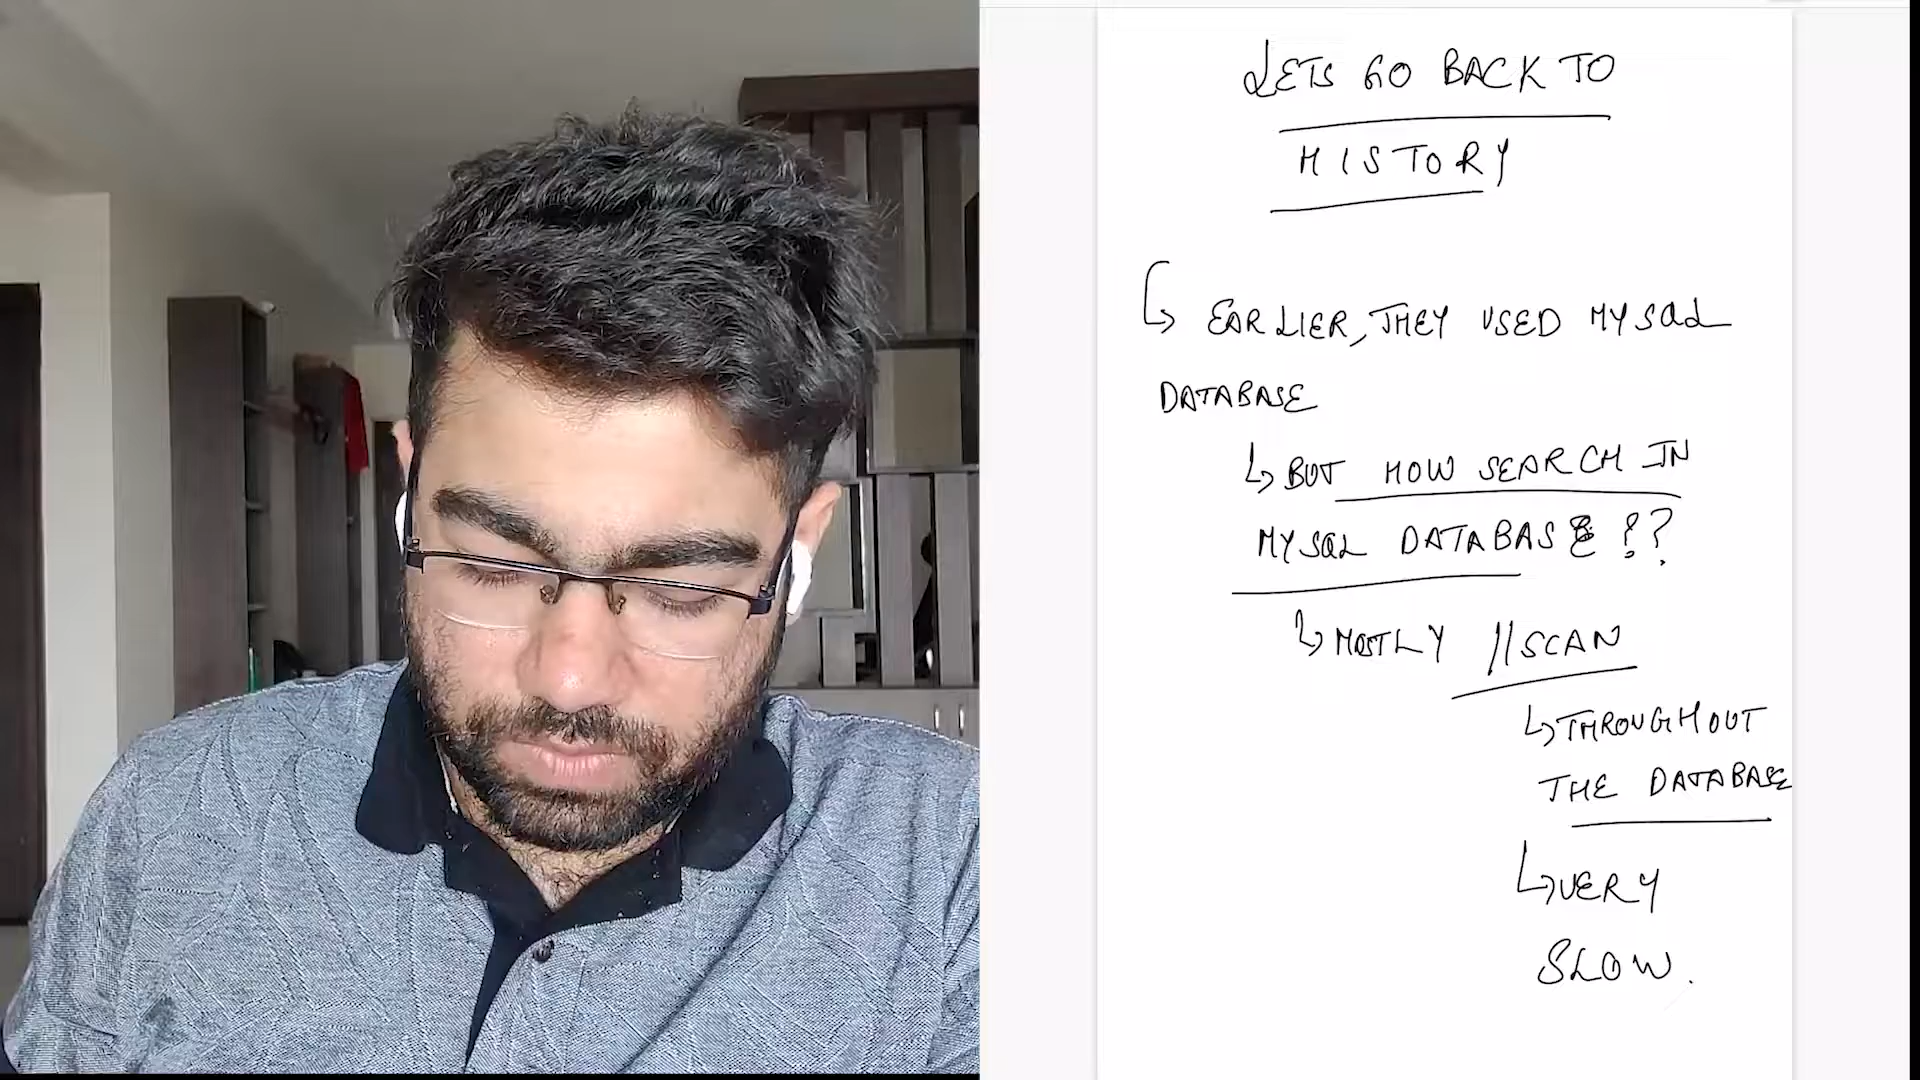 LETS GO BACK TO
HISTORY
↳ EARLIER, THEY USED MYSQL
DATABASE
↳ BUT HOW SEARCH IN
MYSQL DATABASE ??
↳ MOSTLY //SCAN
↳ THROUGHOUT
THE DATABASE
↳ VERY
SLOW.